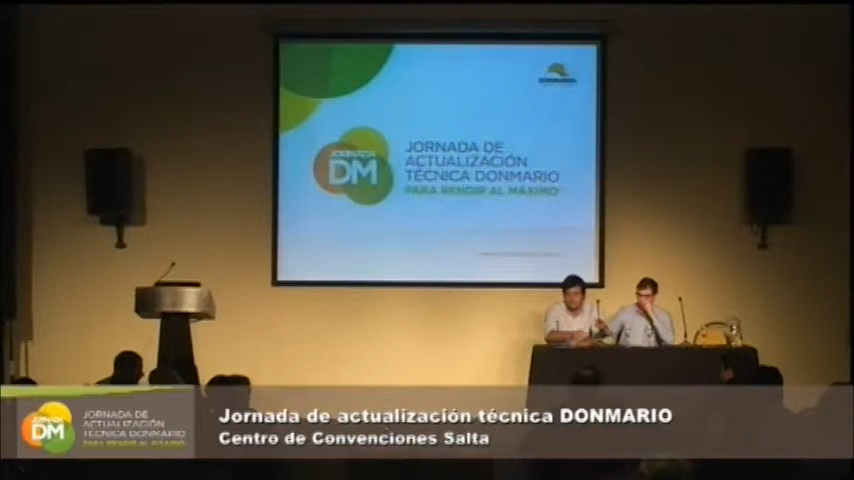 DONMARIO
JORNADA
DM
JORNADA DE
ACTUALIZACIÓN
TÉCNICA DONMARIO
PARA RENDIR AL MÁXIMO
JORNADA
DM
JORNADA DE
ACTUALIZACIÓN
TÉCNICA DONMARIO
PARA RENDIR AL MÁXIMO
Jornada de actualización técnica DONMARIO
Centro de Convenciones Salta